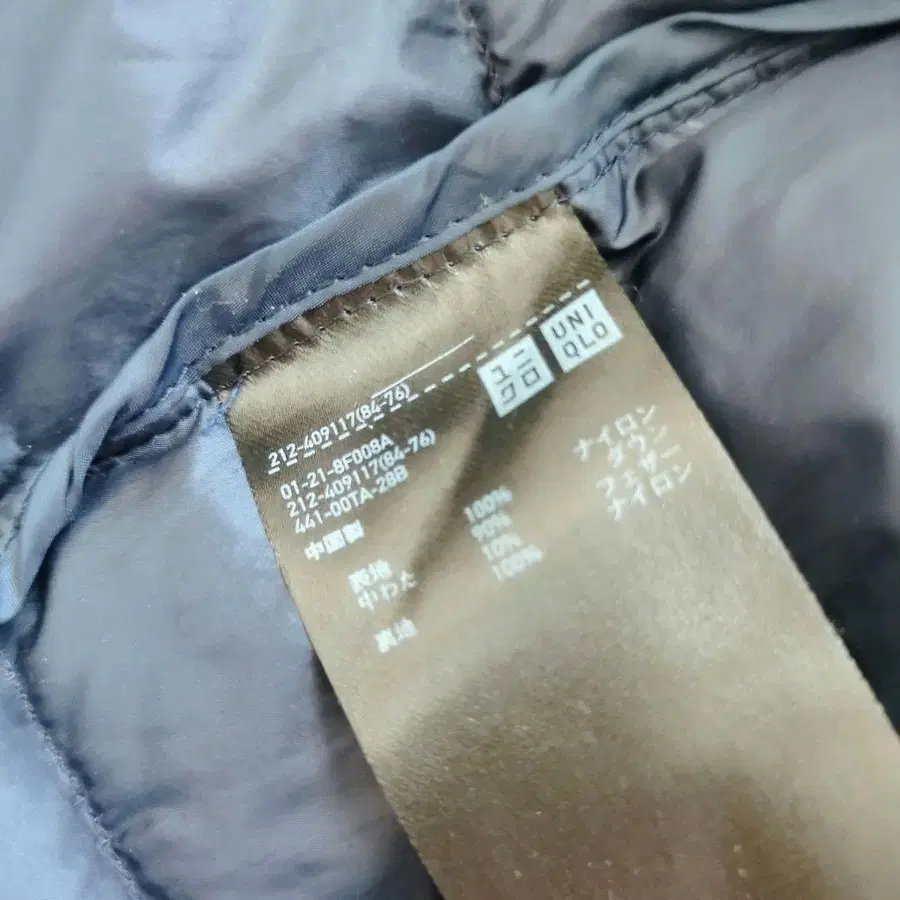 ユニクロ
UNIQLO
212-409117(84-76)
01-21-8F008A
212-409117(84-76)
441-00TA-28B
中国製
表地 100% ナイロン
中わた 90% ダウン
10% フェザー
裏地 100% ナイロン